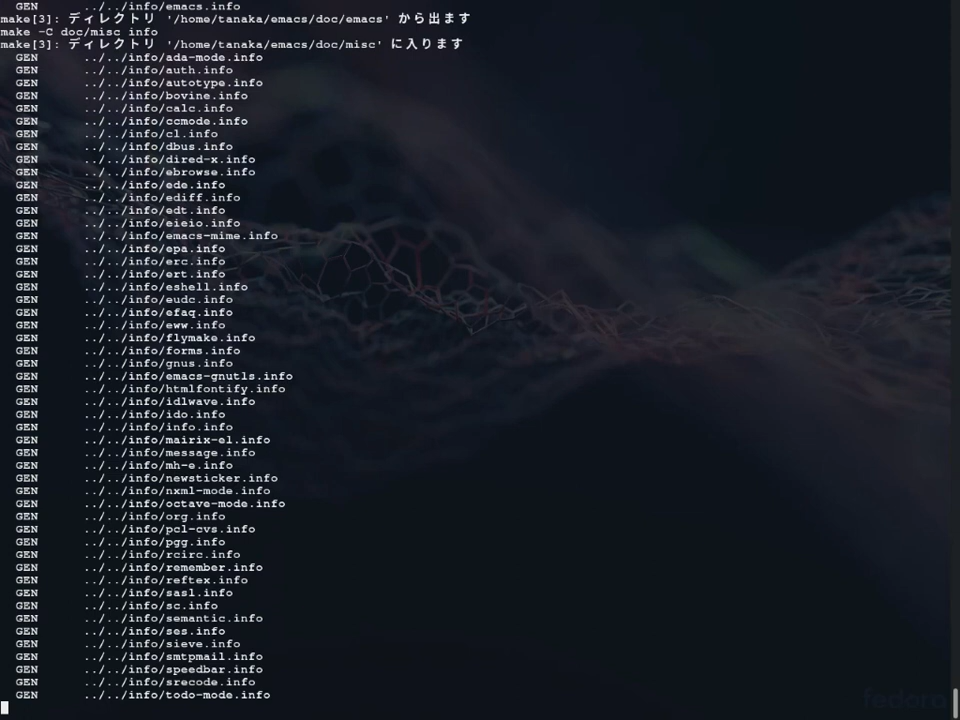 GEN      ../../info/emacs.info
make[3]: ディレクトリ '/home/tanaka/emacs/doc/emacs' から出ます
make -C doc/misc info
make[3]: ディレクトリ '/home/tanaka/emacs/doc/misc' に入ります
GEN      ../../info/ada-mode.info
GEN      ../../info/auth.info
GEN      ../../info/autotype.info
GEN      ../../info/bovine.info
GEN      ../../info/calc.info
GEN      ../../info/ccmode.info
GEN      ../../info/cl.info
GEN      ../../info/dbus.info
GEN      ../../info/dired-x.info
GEN      ../../info/ebrowse.info
GEN      ../../info/ede.info
GEN      ../../info/ediff.info
GEN      ../../info/edt.info
GEN      ../../info/eieio.info
GEN      ../../info/emacs-mime.info
GEN      ../../info/epa.info
GEN      ../../info/erc.info
GEN      ../../info/ert.info
GEN      ../../info/eshell.info
GEN      ../../info/eudc.info
GEN      ../../info/efaq.info
GEN      ../../info/eww.info
GEN      ../../info/flymake.info
GEN      ../../info/forms.info
GEN      ../../info/gnus.info
GEN      ../../info/emacs-gnutls.info
GEN      ../../info/htmlfontify.info
GEN      ../../info/idlwave.info
GEN      ../../info/ido.info
GEN      ../../info/info.info
GEN      ../../info/mairix-el.info
GEN      ../../info/message.info
GEN      ../../info/mh-e.info
GEN      ../../info/newsticker.info
GEN      ../../info/nxml-mode.info
GEN      ../../info/octave-mode.info
GEN      ../../info/org.info
GEN      ../../info/pcl-cvs.info
GEN      ../../info/pgg.info
GEN      ../../info/rcirc.info
GEN      ../../info/remember.info
GEN      ../../info/reftex.info
GEN      ../../info/sasl.info
GEN      ../../info/sc.info
GEN      ../../info/semantic.info
GEN      ../../info/ses.info
GEN      ../../info/sieve.info
GEN      ../../info/smtpmail.info
GEN      ../../info/speedbar.info
GEN      ../../info/srecode.info
GEN      ../../info/todo-mode.info
fedora